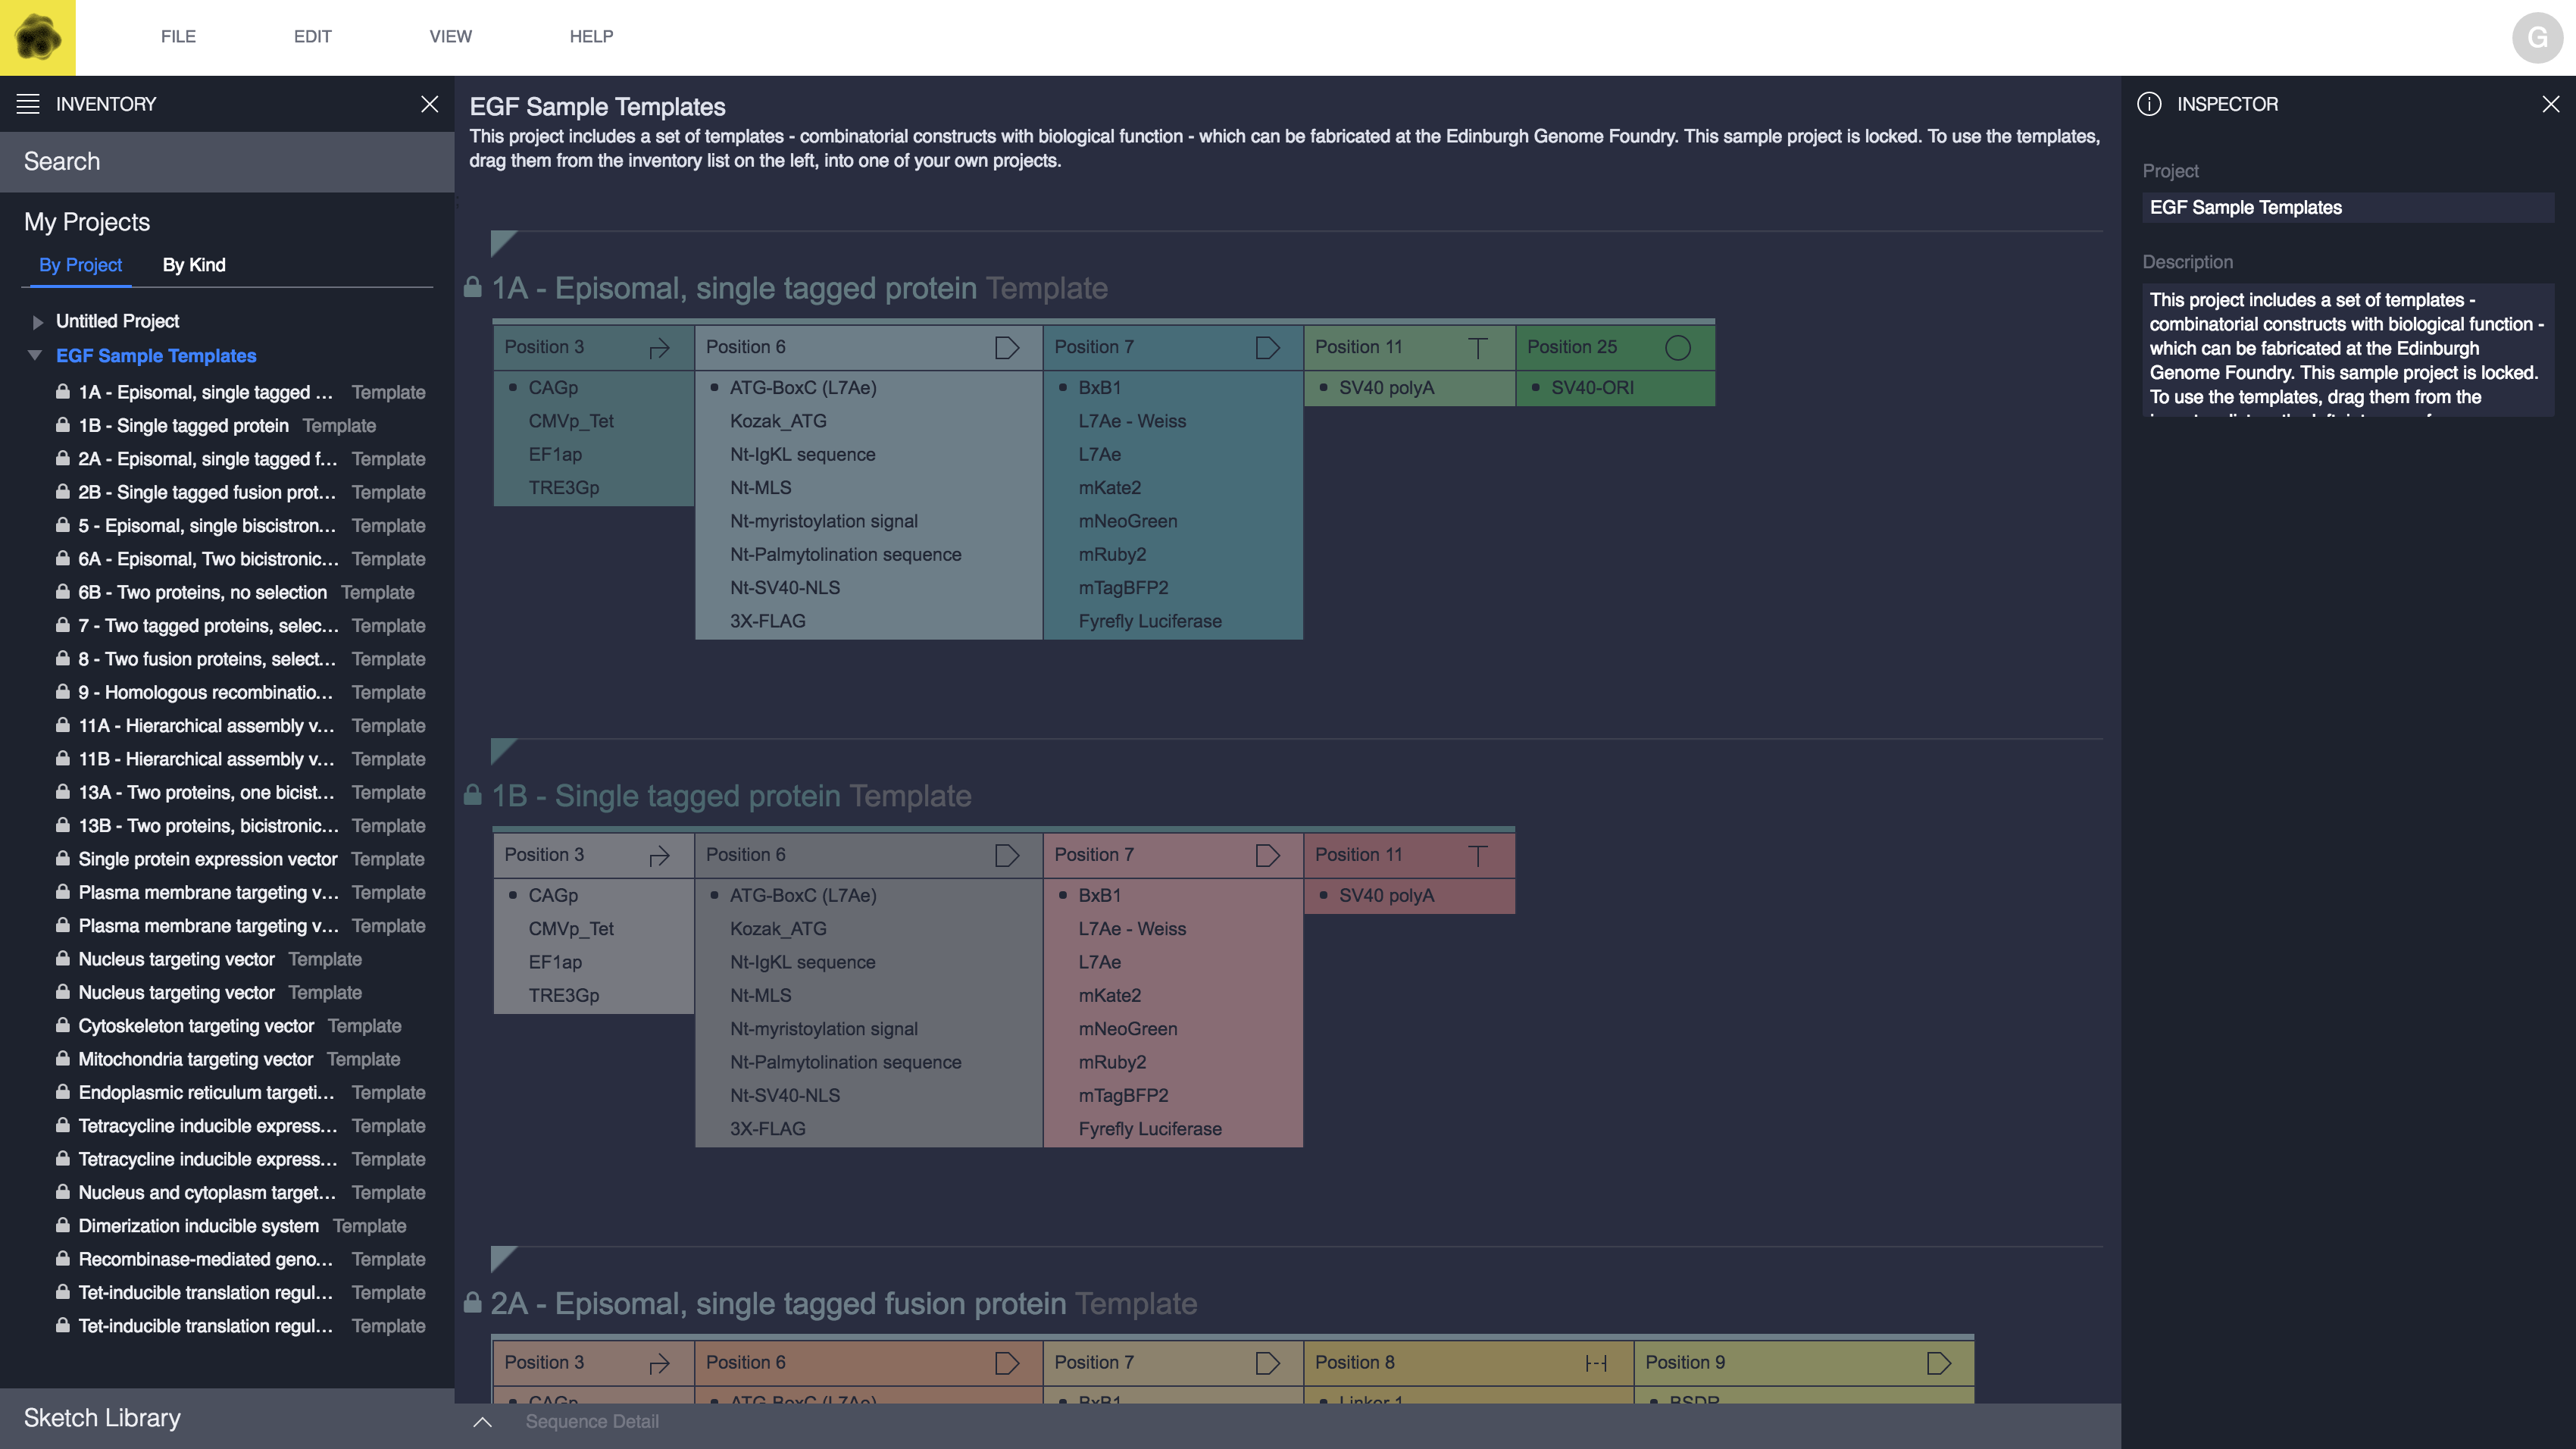 FILE EDIT VIEW HELP
G
INVENTORY
Search
My Projects
By Project By Kind
Untitled Project
EGF Sample Templates
1A - Episomal, single tagged ... Template
1B - Single tagged protein Template
2A - Episomal, single tagged f... Template
2B - Single tagged fusion prot... Template
5 - Episomal, single biscistron... Template
6A - Episomal, Two bicistronic... Template
6B - Two proteins, no selection Template
7 - Two tagged proteins, selec... Template
8 - Two fusion proteins, select... Template
9 - Homologous recombinatio... Template
11A - Hierarchical assembly v... Template
11B - Hierarchical assembly v... Template
13A - Two proteins, one bicist... Template
13B - Two proteins, bicistronic... Template
Single protein expression vector Template
Plasma membrane targeting v... Template
Plasma membrane targeting v... Template
Nucleus targeting vector Template
Nucleus targeting vector Template
Cytoskeleton targeting vector Template
Mitochondria targeting vector Template
Endoplasmic reticulum targeti... Template
Tetracycline inducible express... Template
Tetracycline inducible express... Template
Nucleus and cytoplasm target... Template
Dimerization inducible system Template
Recombinase-mediated geno... Template
Tet-inducible translation regul... Template
Tet-inducible translation regul... Template
Sketch Library
EGF Sample Templates
This project includes a set of templates - combinatorial constructs with biological function - which can be fabricated at the Edinburgh Genome Foundry. This sample project is locked. To use the templates,
drag them from the inventory list on the left, into one of your own projects.
1A - Episomal, single tagged protein Template
Position 3 Position 6 Position 7 Position 11 Position 25
CAGp ATG-BoxC (L7Ae) BxB1 SV40 polyA SV40-ORI
CMVp_Tet Kozak_ATG L7Ae - Weiss
EF1ap Nt-IgKL sequence L7Ae
TRE3Gp Nt-MLS mKate2
Nt-myristoylation signal mNeoGreen
Nt-Palmytolination sequence mRuby2
Nt-SV40-NLS mTagBFP2
3X-FLAG Fyrefly Luciferase
1B - Single tagged protein Template
Position 3 Position 6 Position 7 Position 11
CAGp ATG-BoxC (L7Ae) BxB1 SV40 polyA
CMVp_Tet Kozak_ATG L7Ae - Weiss
EF1ap Nt-IgKL sequence L7Ae
TRE3Gp Nt-MLS mKate2
Nt-myristoylation signal mNeoGreen
Nt-Palmytolination sequence mRuby2
Nt-SV40-NLS mTagBFP2
3X-FLAG Fyrefly Luciferase
2A - Episomal, single tagged fusion protein Template
Position 3 Position 6 Position 7 Position 8 Position 9
CAGp ATG-BoxC (L7Ae) BxB1 Linker 1
Sequence Detail
INSPECTOR
Project
EGF Sample Templates
Description
This project includes a set of templates -
combinatorial constructs with biological function -
which can be fabricated at the Edinburgh
Genome Foundry. This sample project is locked.
To use the templates, drag them from the